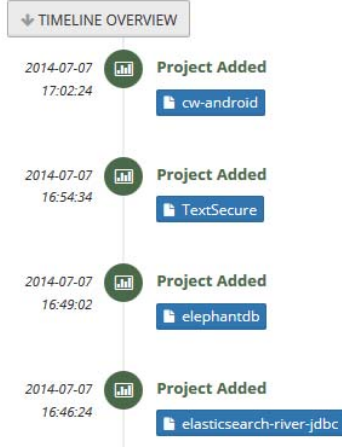 TIMELINE OVERVIEW
2014-07-07
17:02:24
Project Added
cw-android
2014-07-07
16:54:34
Project Added
TextSecure
2014-07-07
16:49:02
Project Added
elephantdb
2014-07-07
16:46:24
Project Added
elasticsearch-river-jdbc